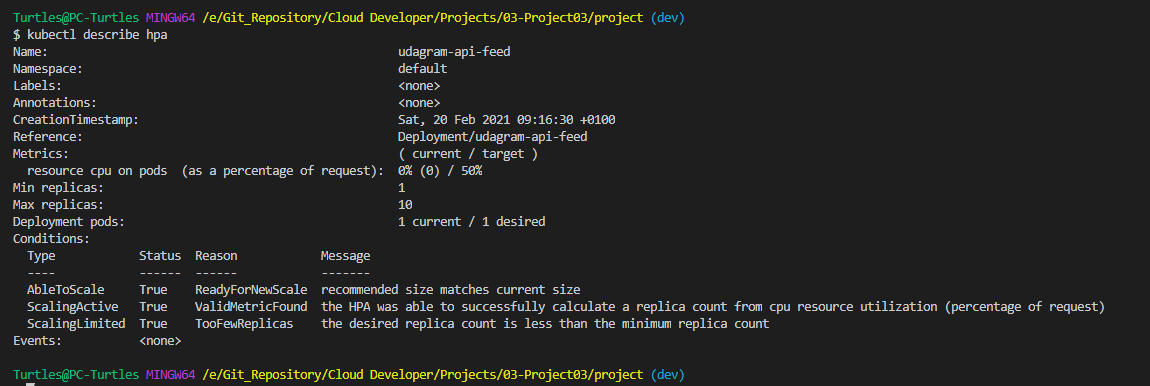 Turtles@PC-Turtles MINGW64 /e/Git_Repository/Cloud Developer/Projects/03-Project03/project (dev)
$ kubectl describe hpa
Name:                                                  udagram-api-feed
Namespace:                                             default
Labels:                                                <none>
Annotations:                                           <none>
CreationTimestamp:                                     Sat, 20 Feb 2021 09:16:30 +0100
Reference:                                             Deployment/udagram-api-feed
Metrics:                                               ( current / target )
  resource cpu on pods  (as a percentage of request):  0% (0) / 50%
Min replicas:                                          1
Max replicas:                                          10
Deployment pods:                                       1 current / 1 desired
Conditions:
  Type            Status  Reason            Message
  ----            ------  ------            -------
  AbleToScale     True    ReadyForNewScale  recommended size matches current size
  ScalingActive   True    ValidMetricFound  the HPA was able to successfully calculate a replica count from cpu resource utilization (percentage of request)
  ScalingLimited  True    TooFewReplicas    the desired replica count is less than the minimum replica count
Events:           <none>
Turtles@PC-Turtles MINGW64 /e/Git_Repository/Cloud Developer/Projects/03-Project03/project (dev)